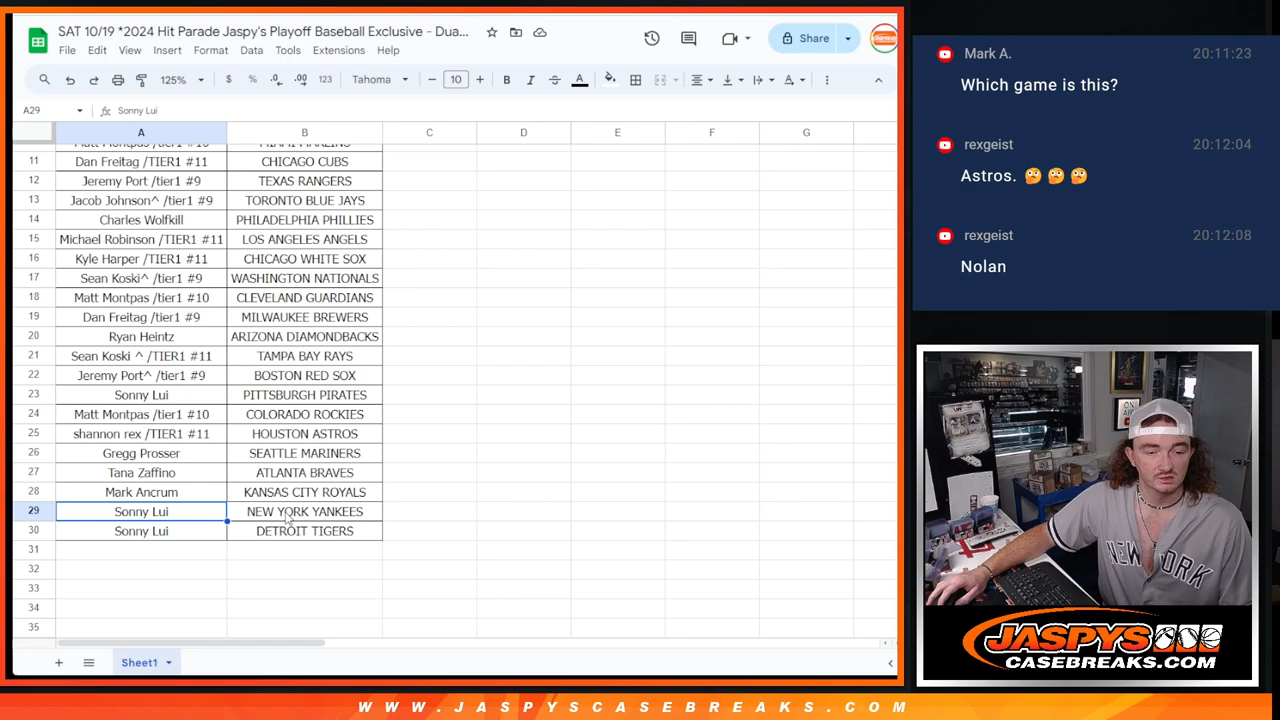 SAT 10/19 *2024 Hit Parade Jaspy's Playoff Baseball Exclusive - Dua...
File Edit View Insert Format Data Tools Extensions Help
Share
125% $ % .0 .00 123 Tahoma 10 B I A
A29 fx Sonny Lui
A B C D E F G
11 Dan Freitag /TIER1 #11 CHICAGO CUBS
12 Jeremy Port /tier1 #9 TEXAS RANGERS
13 Jacob Johnson^ /tier1 #9 TORONTO BLUE JAYS
14 Charles Wolfkill PHILADELPHIA PHILLIES
15 Michael Robinson /TIER1 #11 LOS ANGELES ANGELS
16 Kyle Harper /TIER1 #11 CHICAGO WHITE SOX
17 Sean Koski^ /tier1 #9 WASHINGTON NATIONALS
18 Matt Montpas /tier1 #10 CLEVELAND GUARDIANS
19 Dan Freitag /tier1 #9 MILWAUKEE BREWERS
20 Ryan Heintz ARIZONA DIAMONDBACKS
21 Sean Koski ^ /TIER1 #11 TAMPA BAY RAYS
22 Jeremy Port^ /tier1 #9 BOSTON RED SOX
23 Sonny Lui PITTSBURGH PIRATES
24 Matt Montpas /tier1 #10 COLORADO ROCKIES
25 shannon rex /TIER1 #11 HOUSTON ASTROS
26 Gregg Prosser SEATTLE MARINERS
27 Tana Zaffino ATLANTA BRAVES
28 Mark Ancrum KANSAS CITY ROYALS
29 Sonny Lui NEW YORK YANKEES
30 Sonny Lui DETROIT TIGERS
31
32
33
34
35
Sheet1
Mark A. 20:11:23
Which game is this?
rexgeist 20:12:04
Astros. 🤔 🤔 🤔
rexgeist 20:12:08
Nolan
ON AIR
NEW YORK
JASPYS
CASEBREAKS.COM
WWW.JASPYSCASEBREAKS.COM